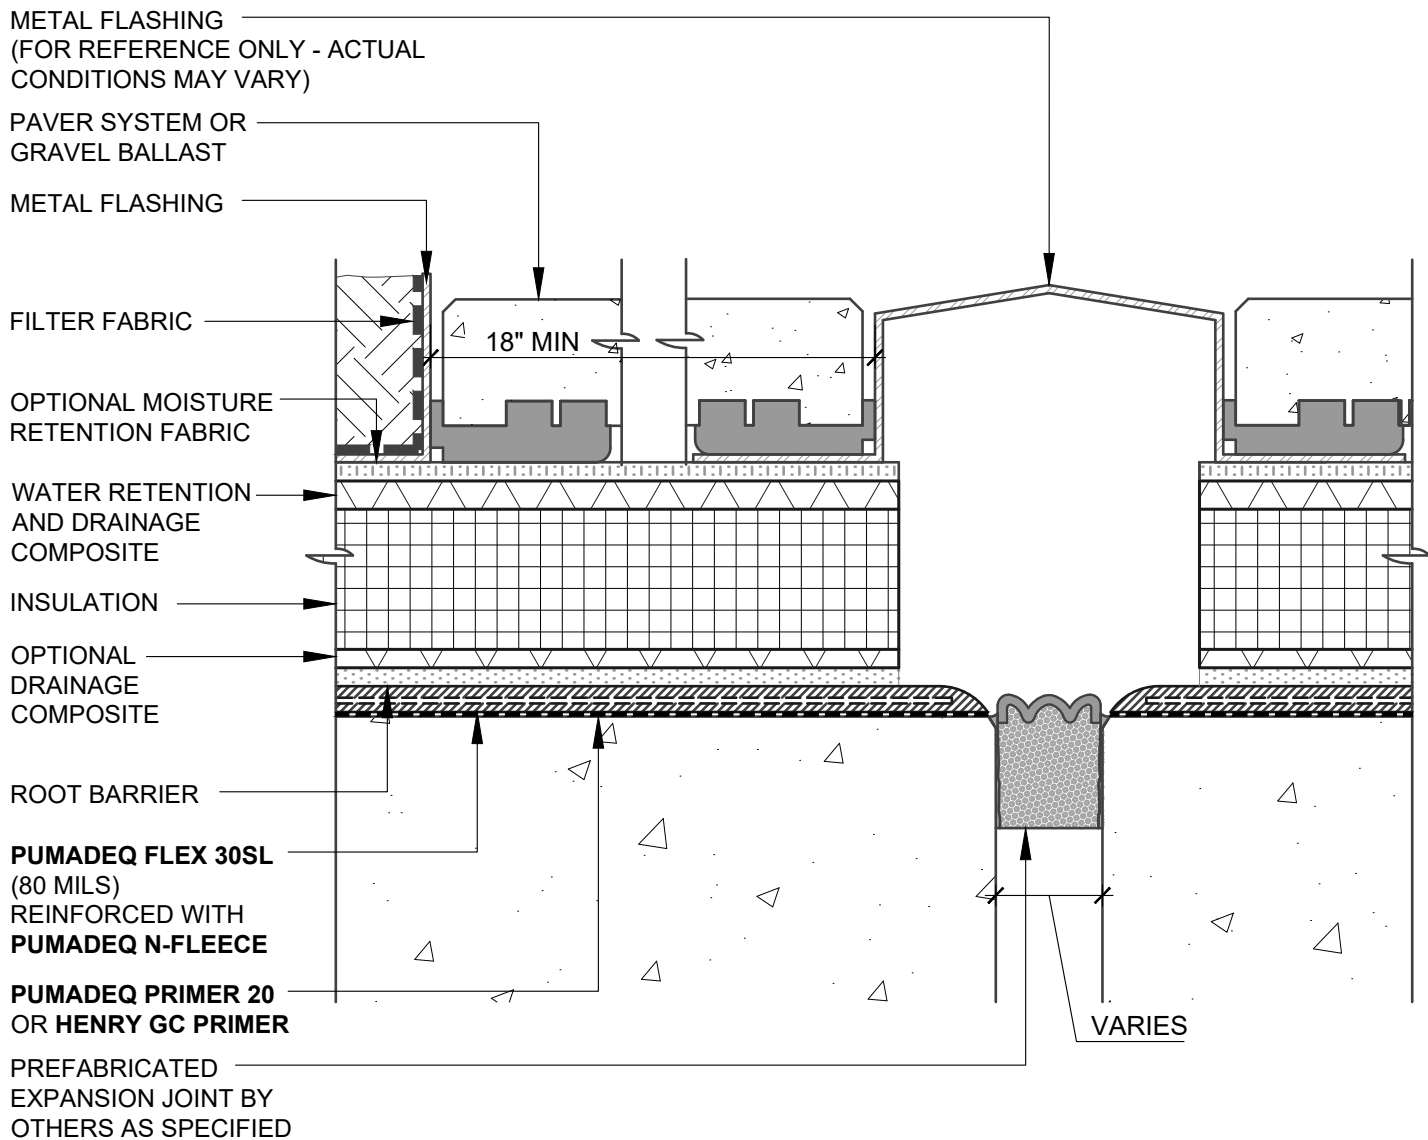 METAL FLASHING
(FOR REFERENCE ONLY - ACTUAL
CONDITIONS MAY VARY)
PAVER SYSTEM OR
GRAVEL BALLAST
METAL FLASHING
FILTER FABRIC
18" MIN
OPTIONAL MOISTURE
RETENTION FABRIC
WATER RETENTION
AND DRAINAGE
COMPOSITE
INSULATION
OPTIONAL
DRAINAGE
COMPOSITE
ROOT BARRIER
PUMADEQ FLEX 30SL
(80 MILS)
REINFORCED WITH
PUMADEQ N-FLEECE
PUMADEQ PRIMER 20
OR HENRY GC PRIMER
VARIES
PREFABRICATED
EXPANSION JOINT BY
OTHERS AS SPECIFIED